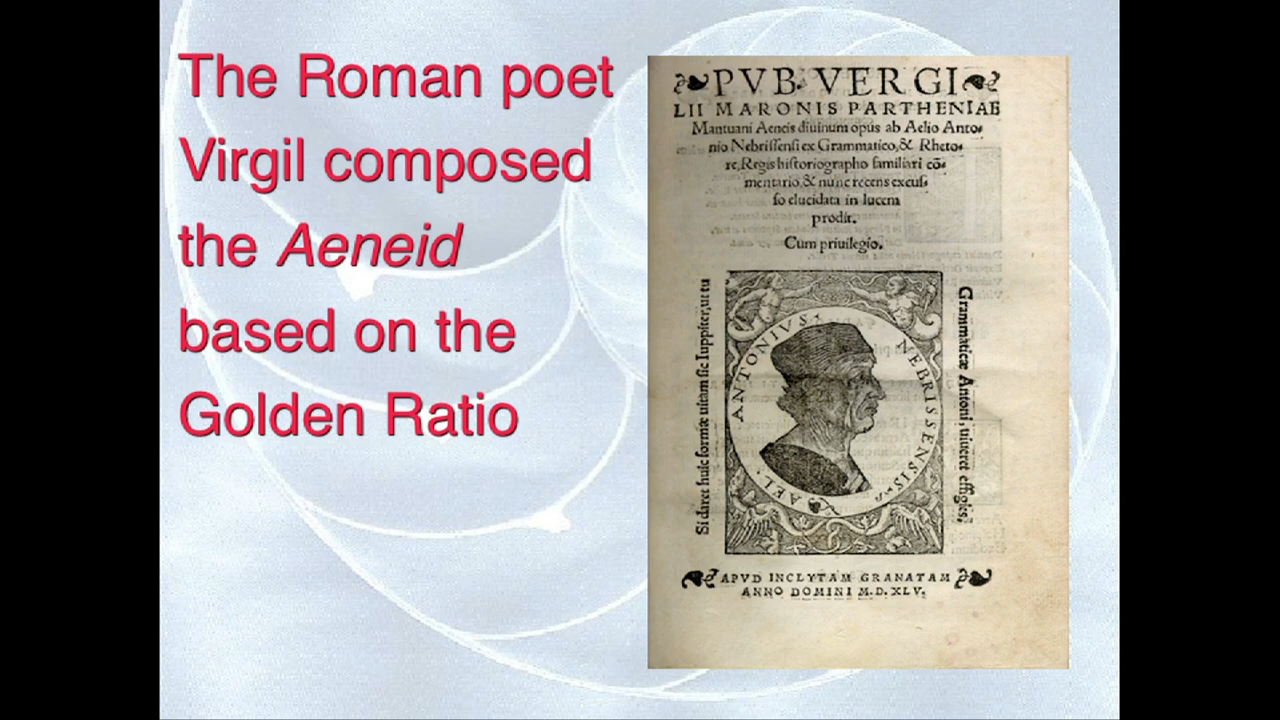 The Roman poet
Virgil composed
the Aeneid
based on the
Golden Ratio
PVB·VERGI
LII MARONIS PARTHENIAE
Mantuani Aeneis diuinum opus ab Aelio Anto-
nio Nebrissensi ex Grammatico, & Rheto-
re, Regis historiographo familiari cō-
mentario, & nunc recens excus-
so elucidata in lucem
prodit.
Cum priuilegio.
Si daret huic formæ uitam sic Iuppiter, ut tu
ANTONIVS NEBRISSENSIS AEL.
Grammaticæ Antoni, uiueret effigies.
APVD INCLYTAM GRANATAM
ANNO DOMINI M.D.XLV.